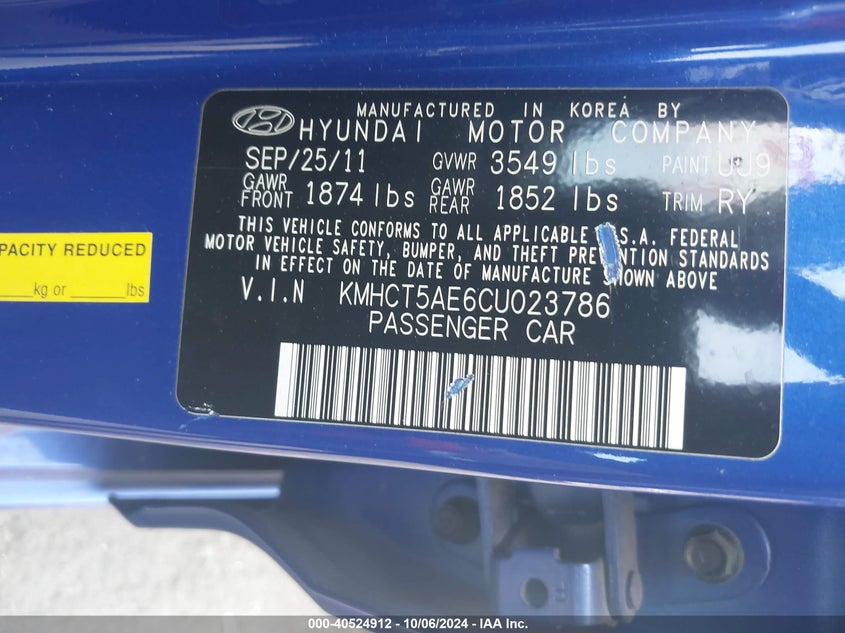 MANUFACTURED IN KOREA BY
HYUNDAI MOTOR COMPANY
SEP/25/11 GVWR 3549 lbs PAINT UJ9
GAWR FRONT 1874 lbs GAWR REAR 1852 lbs TRIM RY
THIS VEHICLE CONFORMS TO ALL APPLICABLE .S.A. FEDERAL
MOTOR VEHICLE SAFETY, BUMPER, AND THEFT PREVENTION STANDARDS
IN EFFECT ON THE DATE OF MANUFACTURE SHOWN ABOVE
V.I.N KMHCT5AE6CU023786
PASSENGER CAR
PACITY REDUCED
kg or lbs
000-40524912 - 10/06/2024 - IAA Inc.